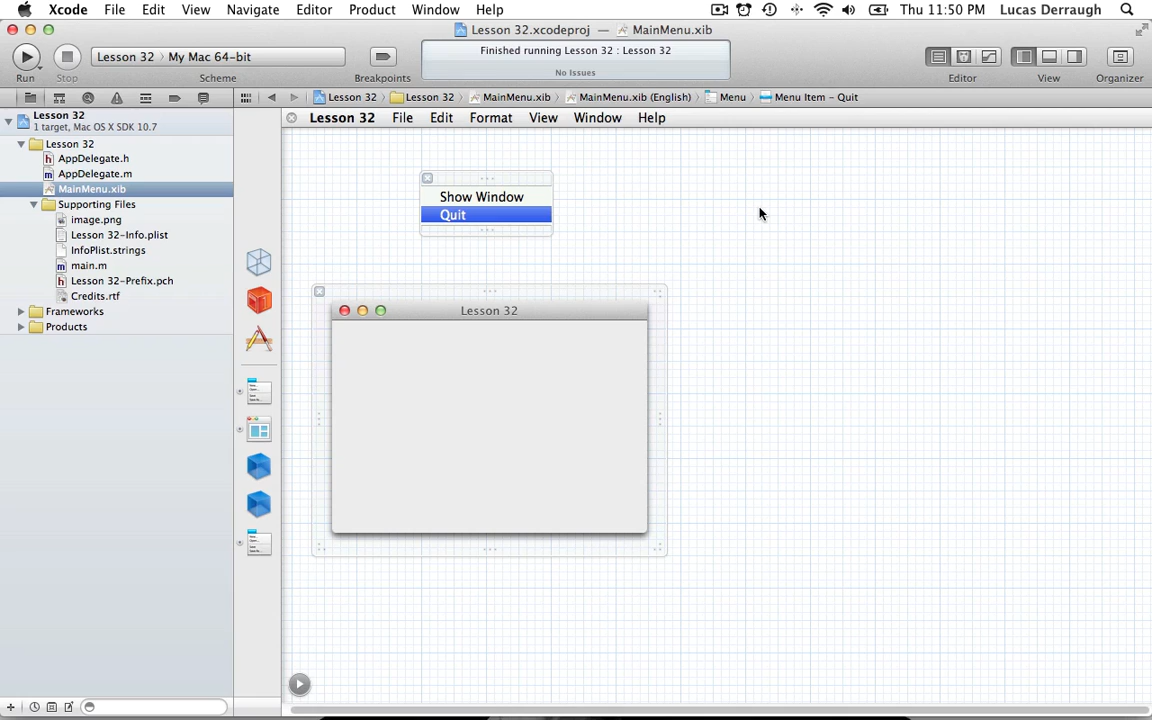 Xcode File Edit View Navigate Editor Product Window Help Thu 11:50 PM Lucas Derraugh
Lesson 32.xcodeproj — MainMenu.xib
Lesson 32 My Mac 64-bit
Finished running Lesson 32 : Lesson 32
No Issues
Run Stop Scheme Breakpoints Editor View Organizer
Lesson 32 Lesson 32 MainMenu.xib MainMenu.xib (English) Menu Menu Item - Quit
Lesson 32
1 target, Mac OS X SDK 10.7
Lesson 32
AppDelegate.h
AppDelegate.m
MainMenu.xib
Supporting Files
image.png
Lesson 32-Info.plist
InfoPlist.strings
main.m
Lesson 32-Prefix.pch
Credits.rtf
Frameworks
Products
Lesson 32 File Edit Format View Window Help
Show Window
Quit
Lesson 32